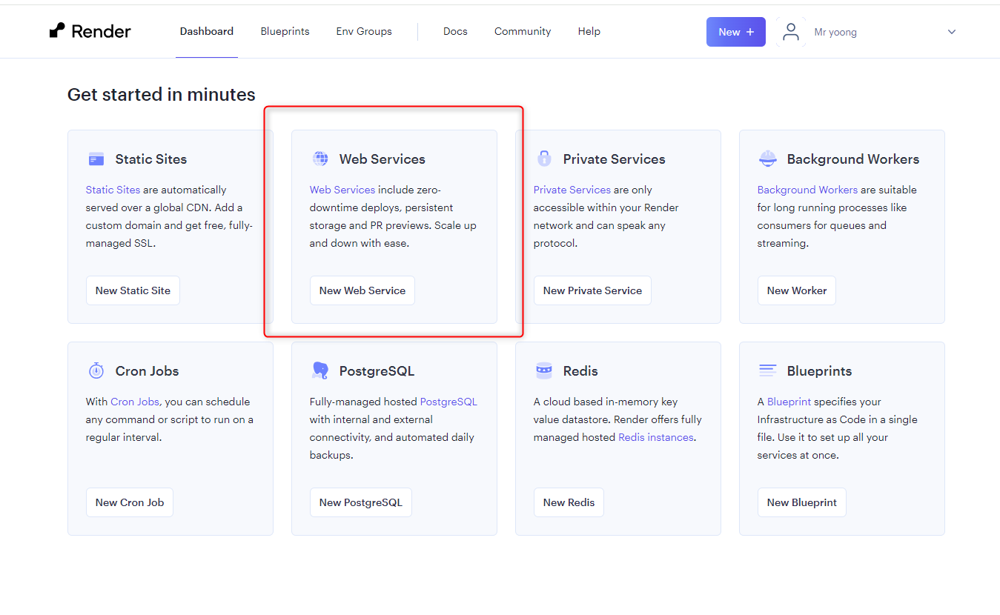 Render
Dashboard
Blueprints
Env Groups
Docs
Community
Help
New +
Mr yoong
Get started in minutes
Static Sites
Static Sites are automatically
served over a global CDN. Add a
custom domain and get free, fully-
managed SSL.
New Static Site
Web Services
Web Services include zero-
downtime deploys, persistent
storage and PR previews. Scale up
and down with ease.
New Web Service
Private Services
Private Services are only
accessible within your Render
network and can speak any
protocol.
New Private Service
Background Workers
Background Workers are suitable
for long running processes like
consumers for queues and
streaming.
New Worker
Cron Jobs
With Cron Jobs, you can schedule
any command or script to run on a
regular interval.
New Cron Job
PostgreSQL
Fully-managed hosted PostgreSQL
with internal and external
connectivity, and automated daily
backups.
New PostgreSQL
Redis
A cloud based in-memory key
value datastore. Render offers fully
managed hosted Redis instances.
New Redis
Blueprints
A Blueprint specifies your
Infrastructure as Code in a single
file. Use it to set up all your
services at once.
New Blueprint